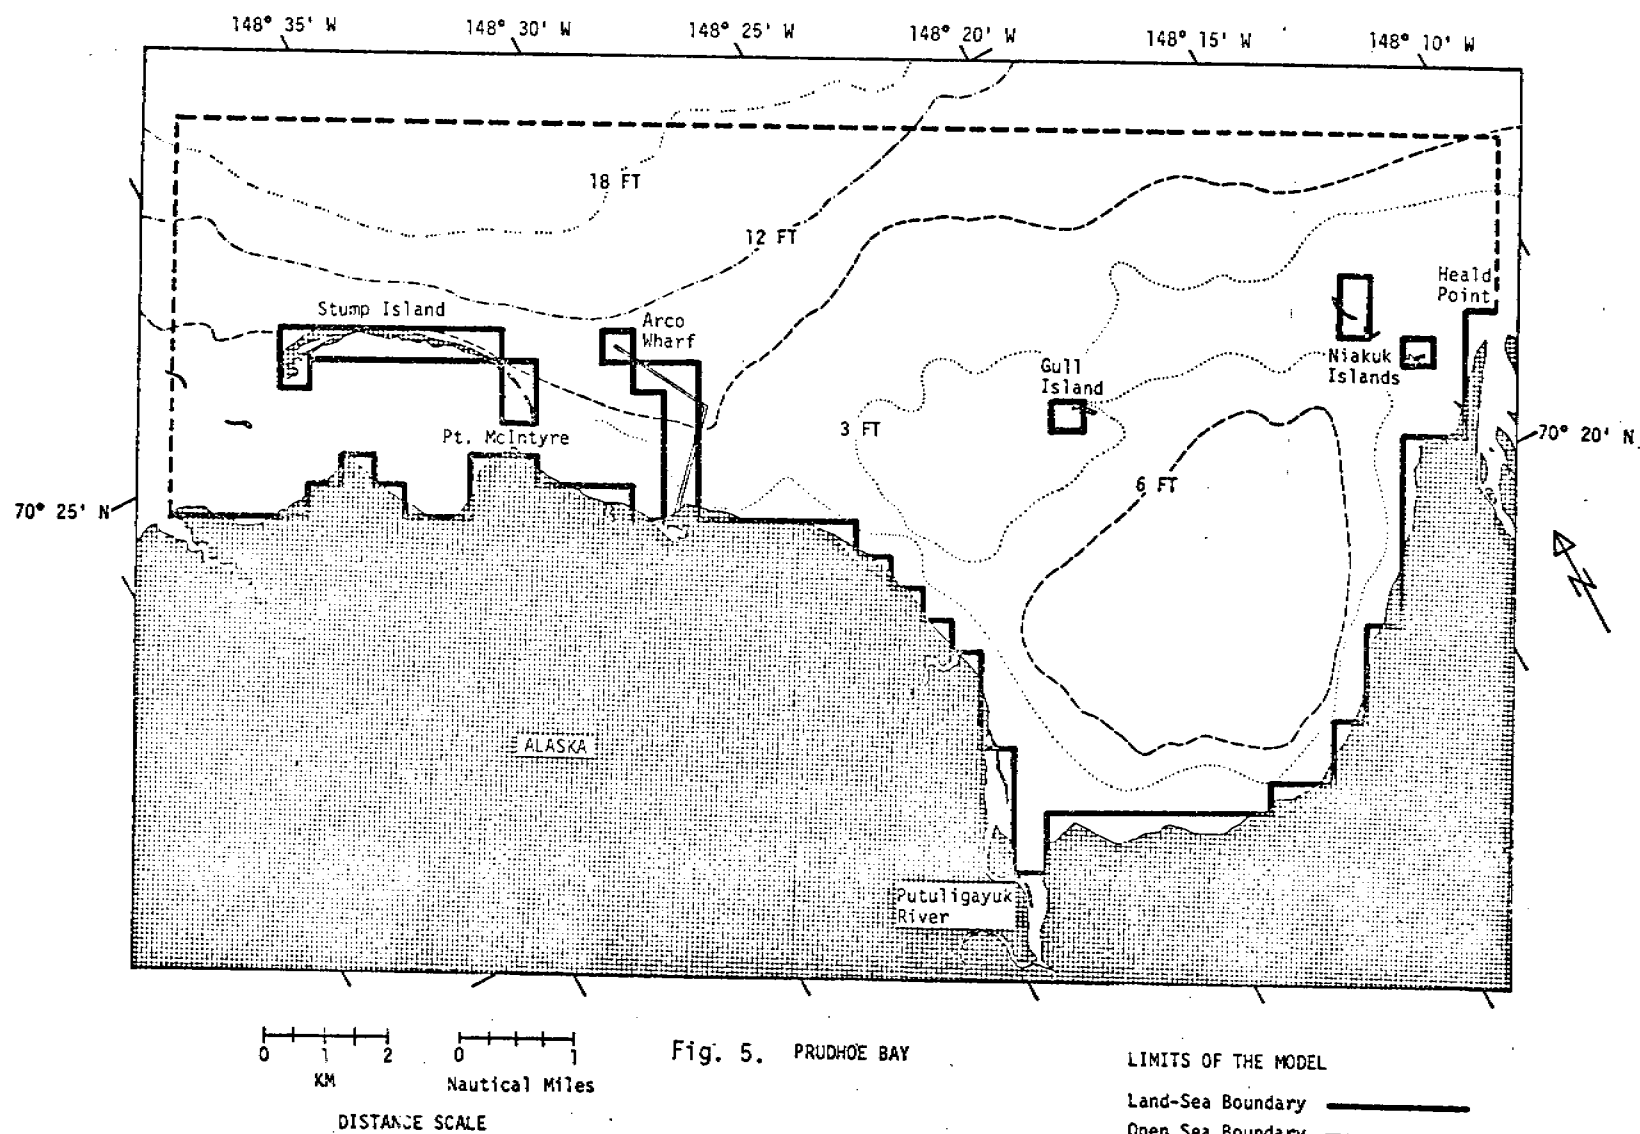 148° 35' W
148° 30' W
148° 25' W
148° 20' W
148° 15' W
148° 10' W
18 FT
12 FT
Heald
Point
Stump Island
Arco
Wharf
Niakuk
Islands
Gull
Island
3 FT
Pt. McIntyre
70° 20' N
6 FT
70° 25' N
ALASKA
Putuligayuk
River
0 1 2
KM
0 1
Nautical Miles
DISTANCE SCALE
Fig. 5. PRUDHOE BAY
LIMITS OF THE MODEL
Land-Sea Boundary
Open Sea Boundary